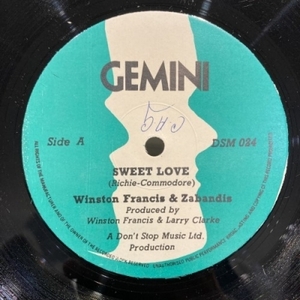 GEMINI
Side A
DSM 084
SWEET LOVE
(Richie-Commodore)
Winston Francis & Zabandis
Produced by
Winston Francis & Larry Clarke
A Don't Stop Music Ltd.
Production